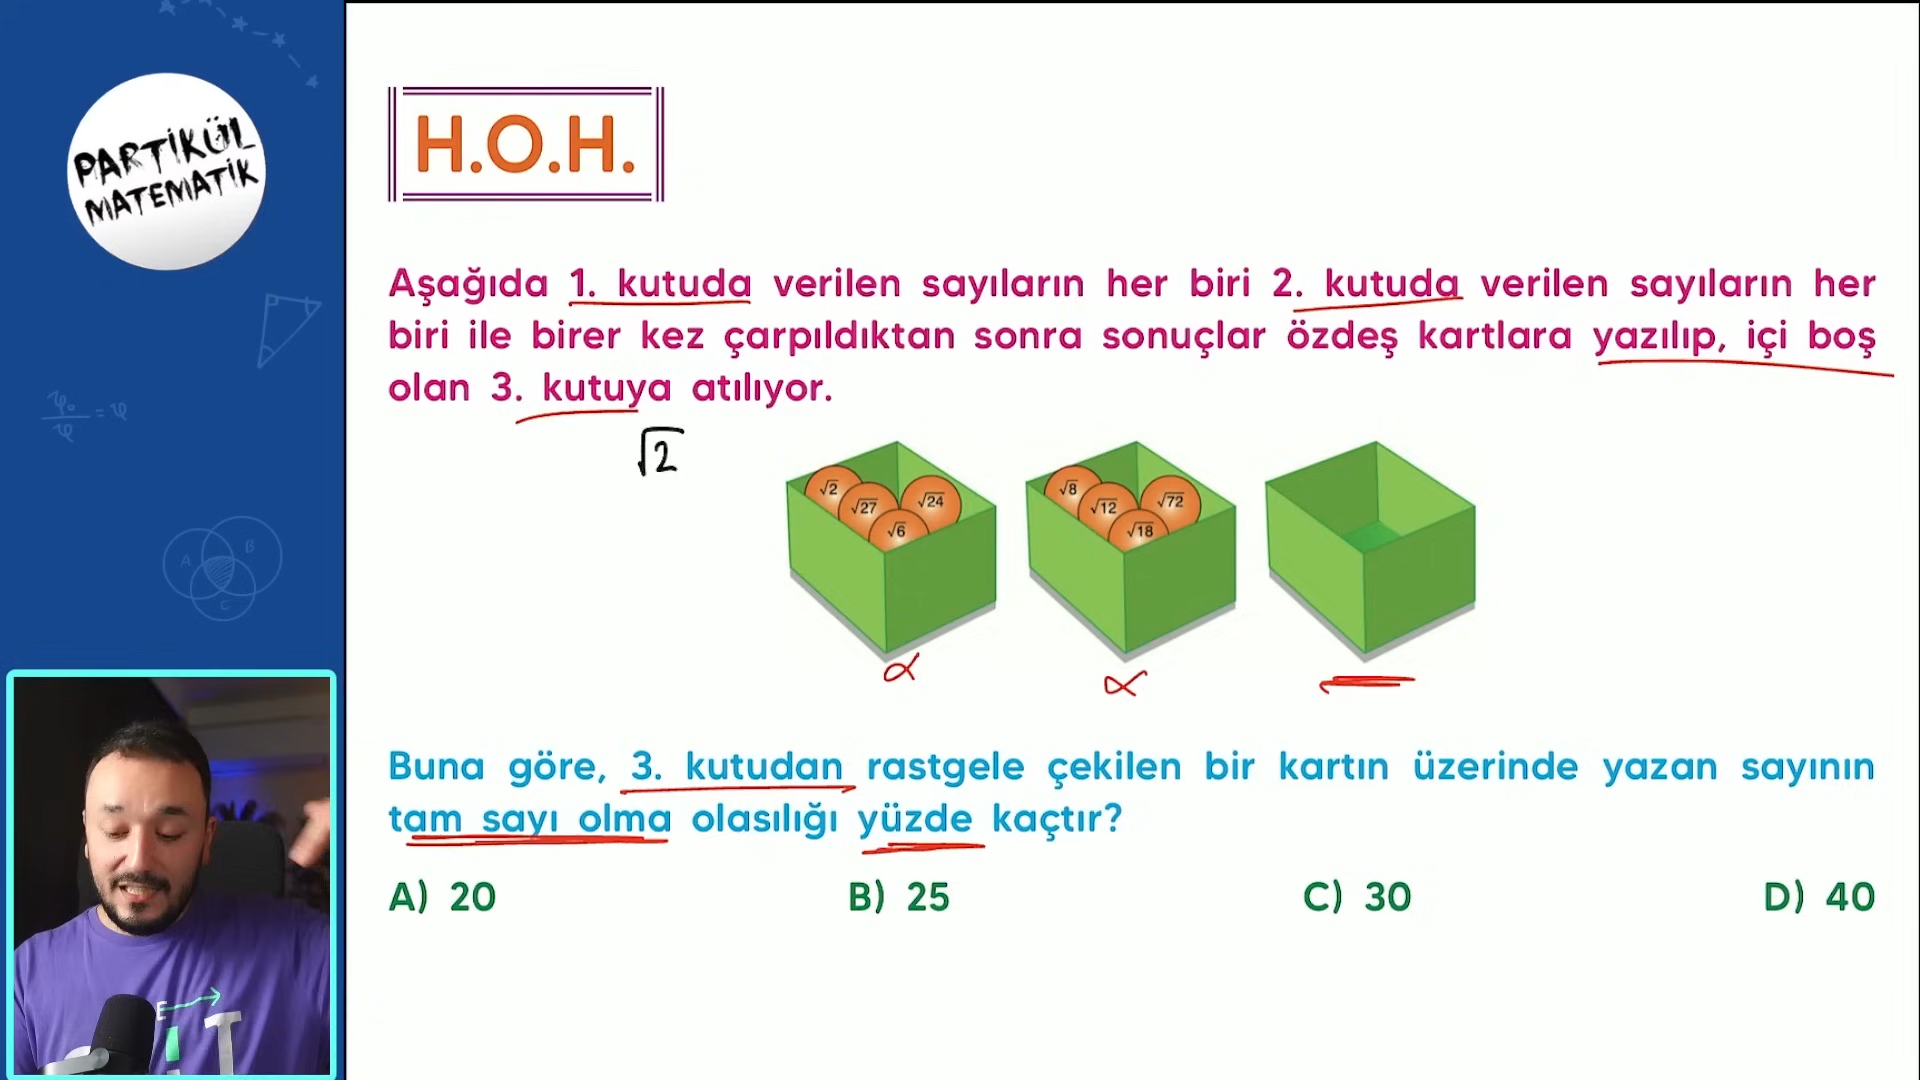 PARTİKÜL
MATEMATİK
H.O.H.
Aşağıda 1. kutuda verilen sayıların her biri 2. kutuda verilen sayıların her
biri ile birer kez çarpıldıktan sonra sonuçlar özdeş kartlara yazılıp, içi boş
olan 3. kutuya atılıyor.
√2
√2 √27 √24 √6
√8 √12 √72 √18
A B C
Buna göre, 3. kutudan rastgele çekilen bir kartın üzerinde yazan sayının
tam sayı olma olasılığı yüzde kaçtır?
A) 20 B) 25 C) 30 D) 40